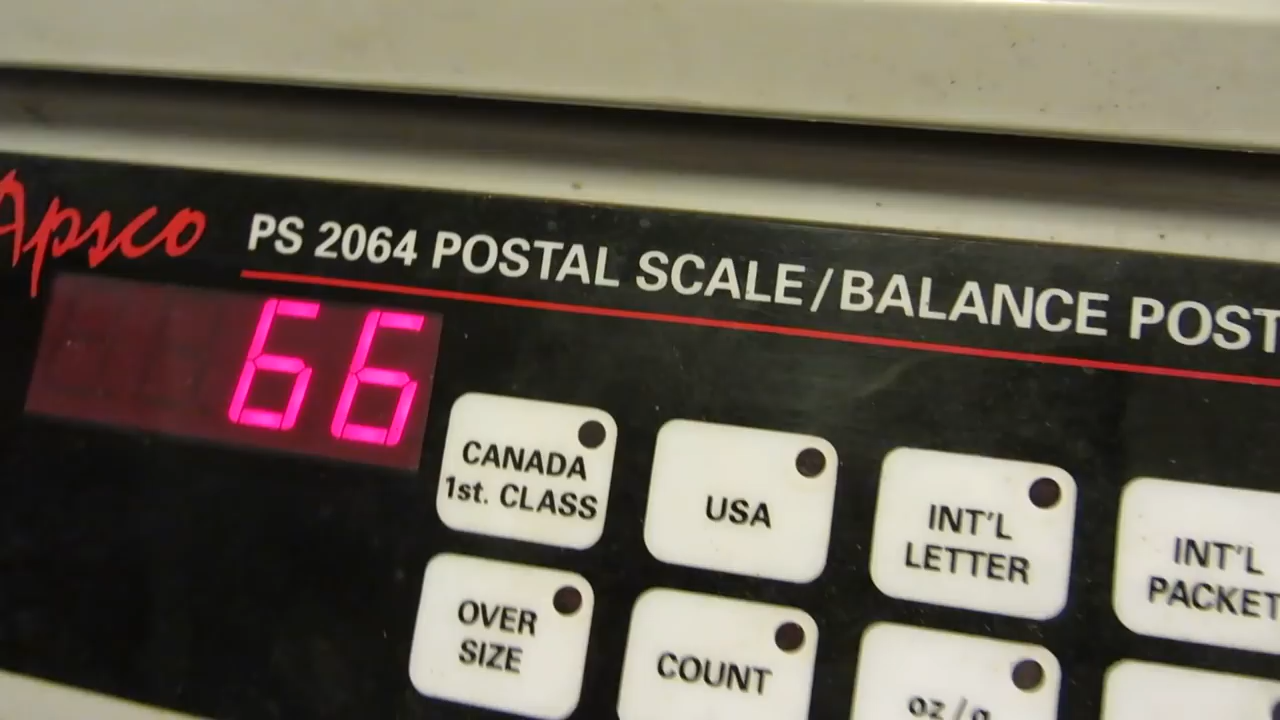 Apsco
PS 2064 POSTAL SCALE/BALANCE POST
66
CANADA
1st. CLASS
USA
INT'L
LETTER
INT'L
PACKET
OVER
SIZE
COUNT
oz/g